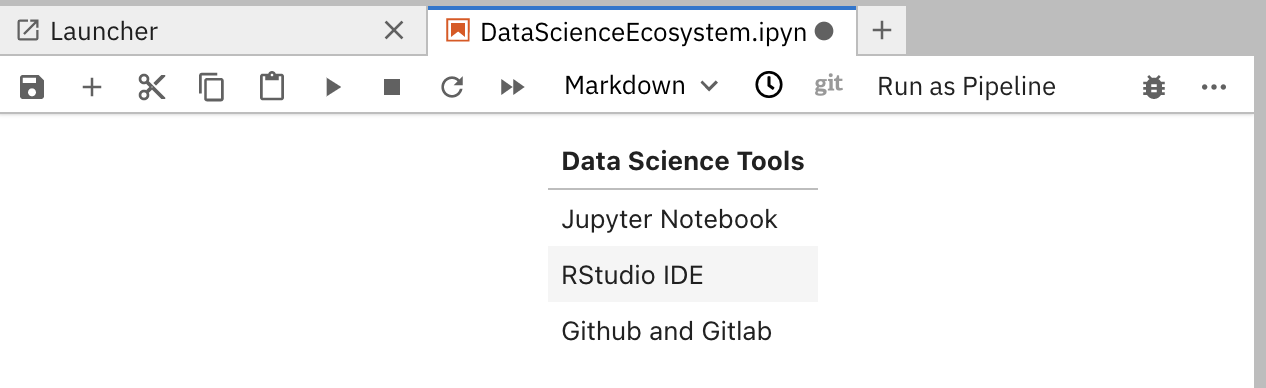 Launcher
DataScienceEcosystem.ipyn
Markdown
git
Run as Pipeline
Data Science Tools
Jupyter Notebook
RStudio IDE
Github and Gitlab